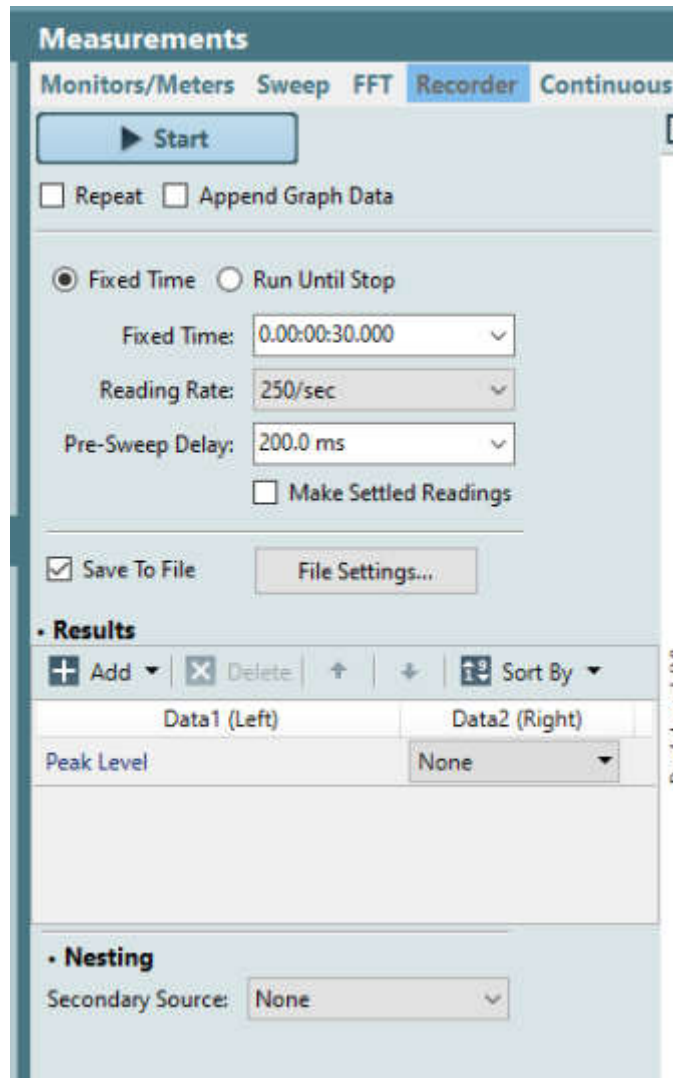 Measurements
Monitors/Meters Sweep FFT Recorder Continuous
Start
Repeat Append Graph Data
Fixed Time Run Until Stop
Fixed Time: 0.00:00:30.000
Reading Rate: 250/sec
Pre-Sweep Delay: 200.0 ms
Make Settled Readings
Save To File File Settings...
Results
Add Delete Sort By
Data1 (Left) Data2 (Right)
Peak Level None
Nesting
Secondary Source: None